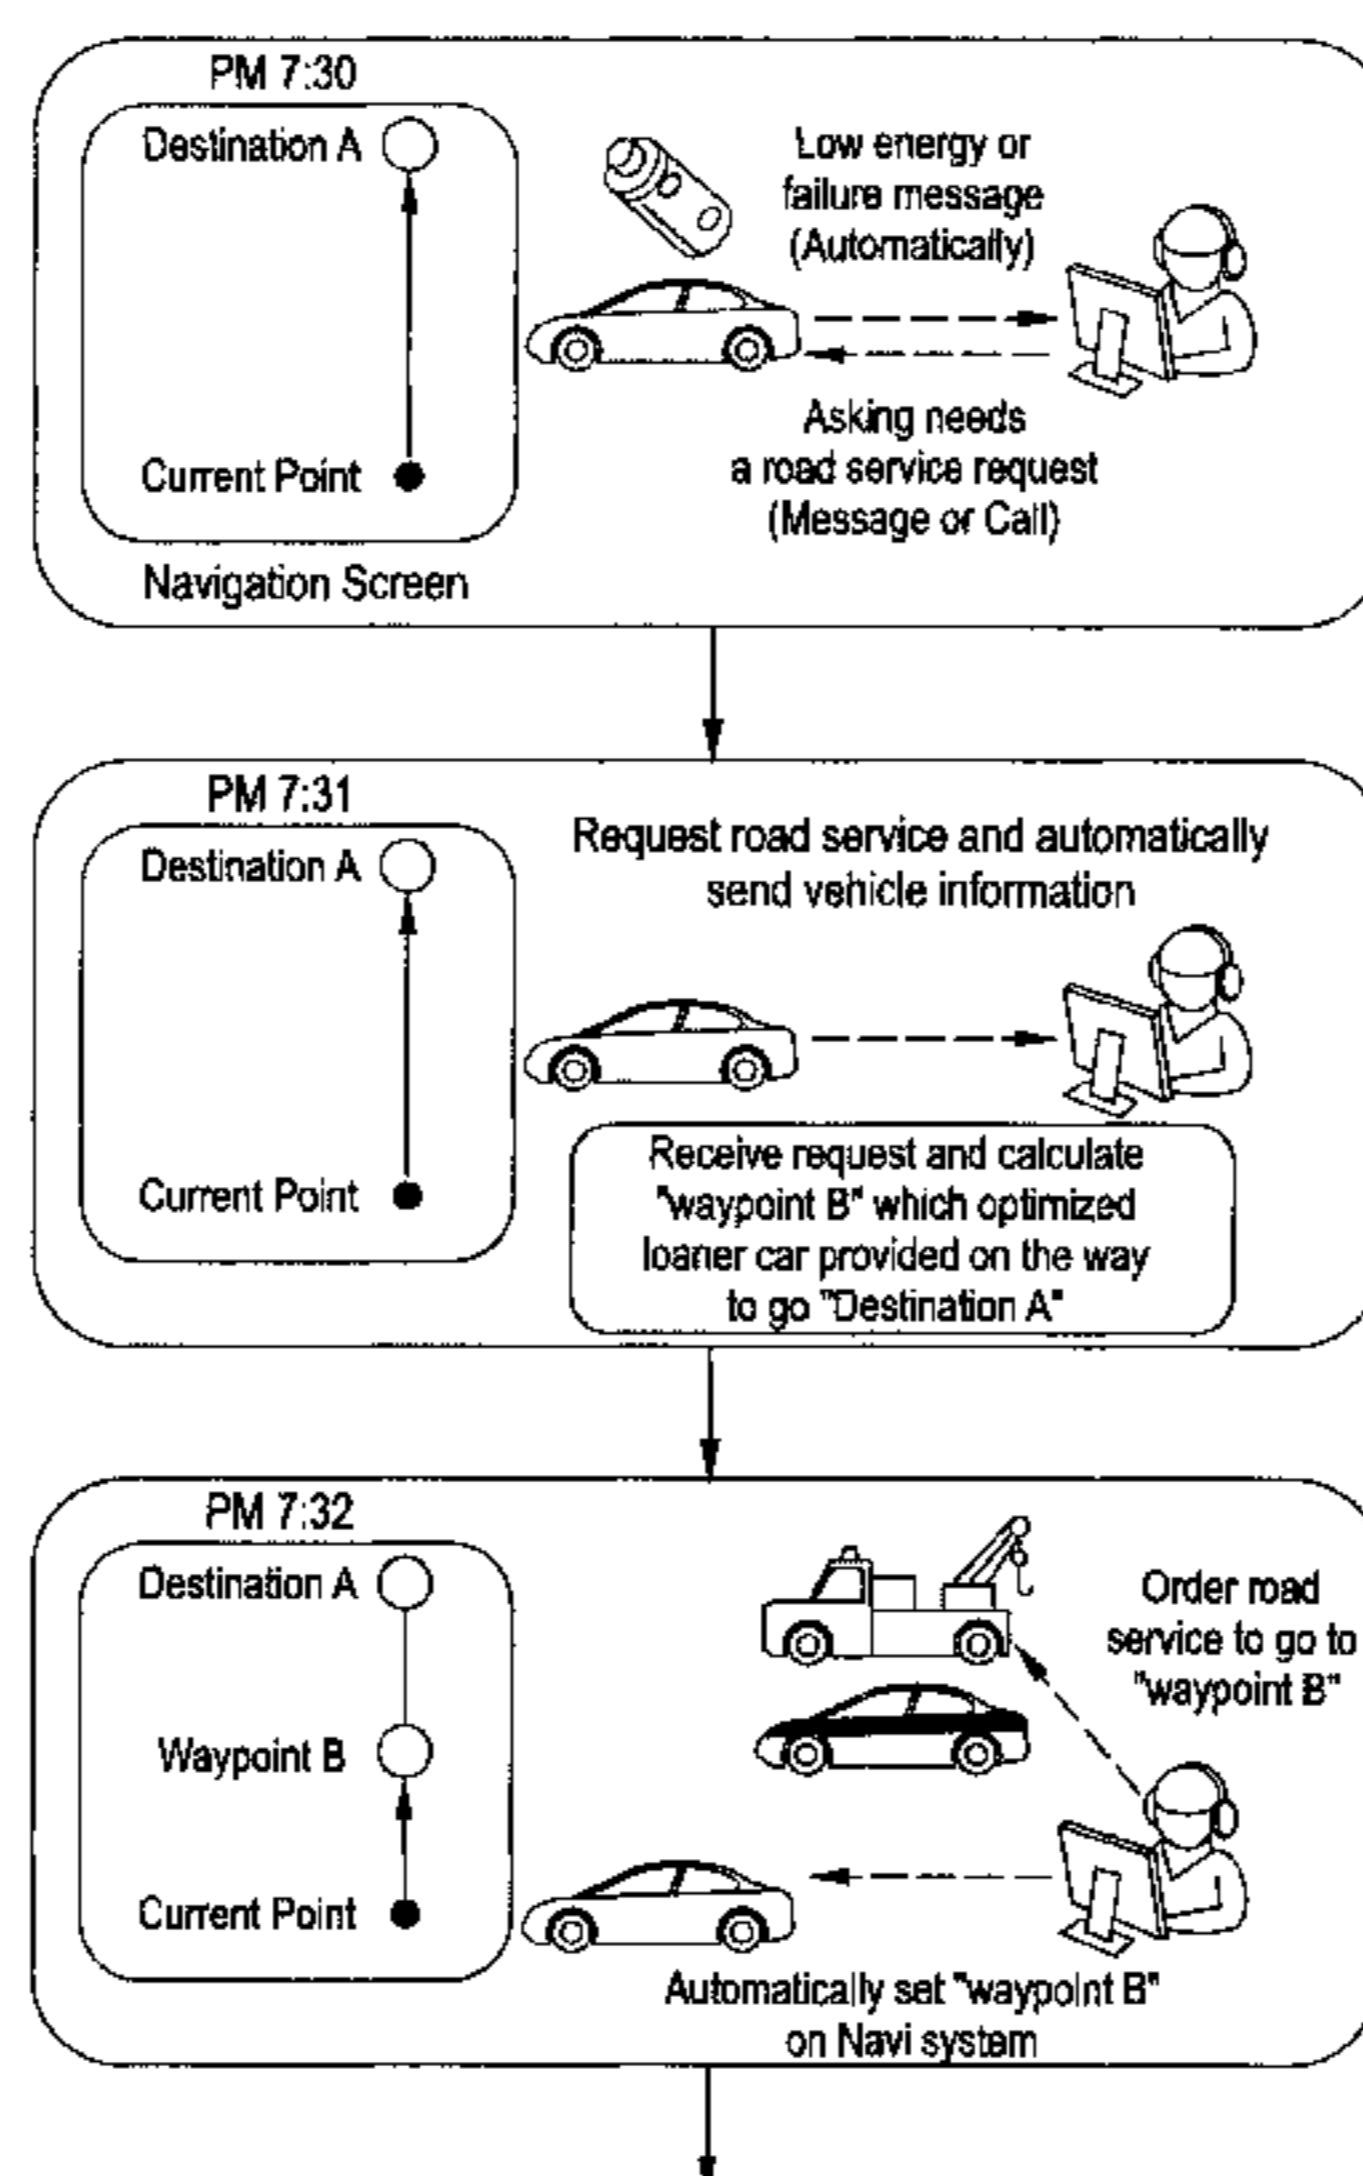 PM 7:30
Destination A
Current Point
Navigation Screen
Low energy or
failure message
(Automatically)
Asking needs
a road service request
(Message or Call)
PM 7:31
Destination A
Current Point
Request road service and automatically
send vehicle information
Receive request and calculate
"waypoint B" which optimized
loaner car provided on the way
to go "Destination A"
PM 7:32
Destination A
Waypoint B
Current Point
Order road
service to go to
"waypoint B"
Automatically set "waypoint B"
on Navi system